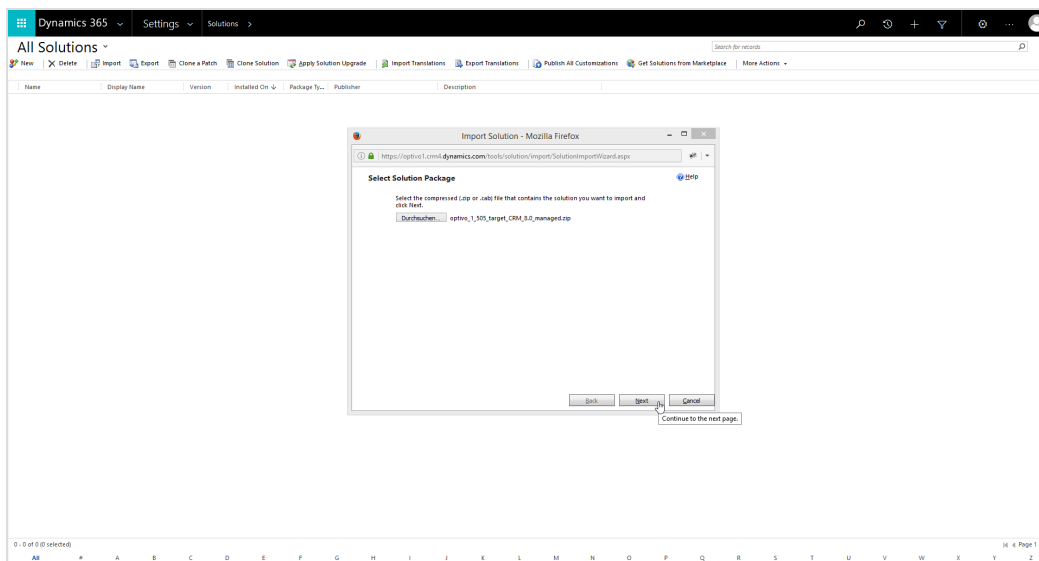 Dynamics 365 Settings Solutions >
All Solutions
Search for records
New Delete Import Export Clone a Patch Clone Solution Apply Solution Upgrade Import Translations Export Translations Publish All Customizations Get Solutions from Marketplace More Actions
Name Display Name Version Installed On ↓ Package Ty... Publisher Description
Import Solution - Mozilla Firefox
https://optivo1.crm4.dynamics.com/tools/solution/import/SolutionImportWizard.aspx
Select Solution Package
Help
Select the compressed (.zip or .cab) file that contains the solution you want to import and
click Next.
Durchsuchen... optivo_1_505_target_CRM_8.0_managed.zip
Back Next Cancel
Continue to the next page.
0 - 0 of 0 (0 selected)
Page 1
All # A B C D E F G H I J K L M N O P Q R S T U V W X Y Z